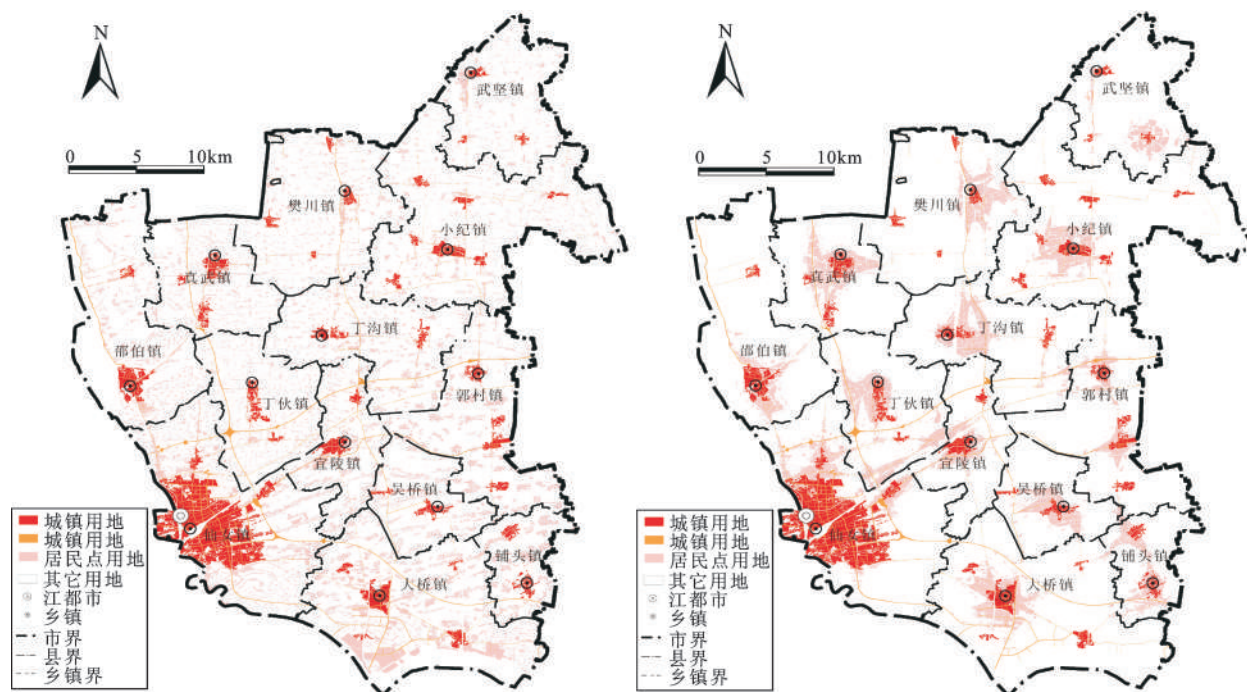 N
0 5 10km
武坚镇
樊川镇
小纪镇
真武镇
丁沟镇
邵伯镇
丁伙镇
郭村镇
宜陵镇
吴桥镇
铺头镇
大桥镇
城镇用地
城镇用地
居民点用地
其它用地
江都市
乡镇
市界
县界
乡镇界
N
0 5 10km
武坚镇
樊川镇
小纪镇
真武镇
丁沟镇
邵伯镇
丁伙镇
郭村镇
宜陵镇
吴桥镇
铺头镇
大桥镇
城镇用地
城镇用地
居民点用地
其它用地
江都市
乡镇
市界
县界
乡镇界